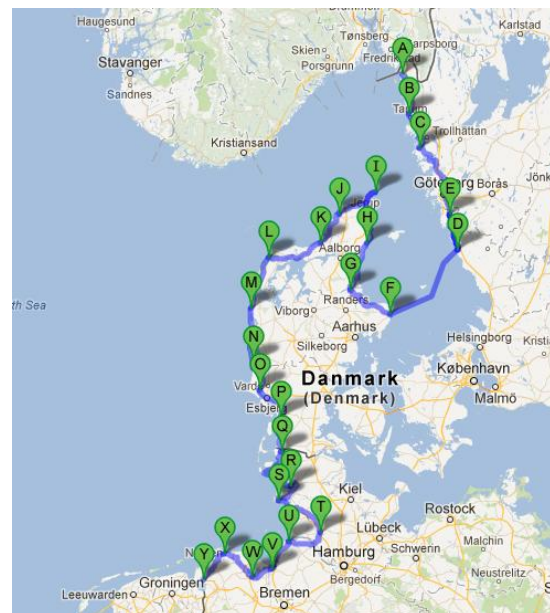 Haugesund
Drammen
Karlstad
Tønsberg
Skien
Fredrikstad
Sarpsborg
A
Stavanger
Porsgrunn
B
Sandnes
Kristiansand
C
Trollhättan
I
Göteborg
Borås
J
E
H
K
D
L
Aalborg
G
M
F
th Sea
Viborg
Randers
Aarhus
N
Silkeborg
Helsingborg
O
Danmark
(Denmark)
København
P
Esbjerg
Malmö
Q
R
S
Kiel
Rostock
U
T
Lübeck
X
V
Hamburg
Schwerin
Y
W
Neustrelitz
Groningen
Bergedorf
Leeuwarden
Bremen